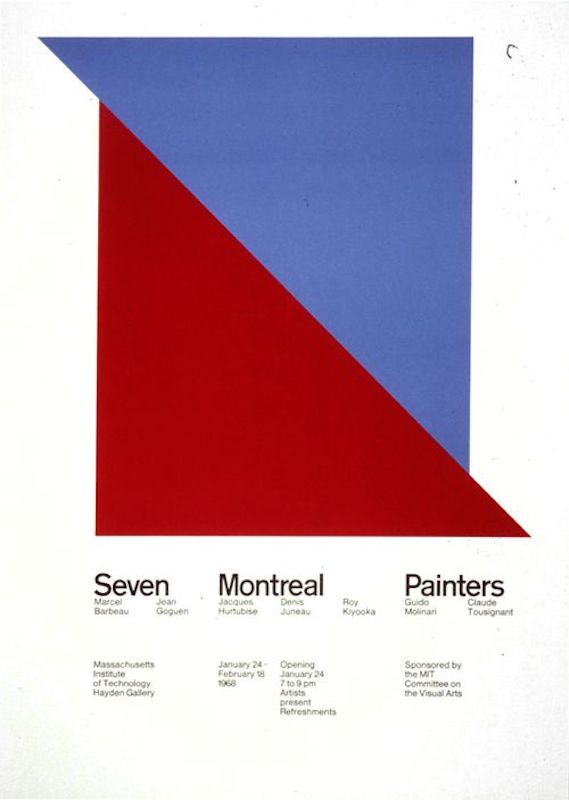 Seven Montreal Painters
Marcel Jean Jacques Denis Roy Guido Claude
Barbeau Goguen Hurtubise Juneau Kiyooka Molinari Tousignant
Massachusetts
Institute
of Technology
Hayden Gallery
January 24–
February 18
1968
Opening
January 24
7 to 9 pm
Artists
present
Refreshments
Sponsored by
the MIT
Committee on
the Visual Arts